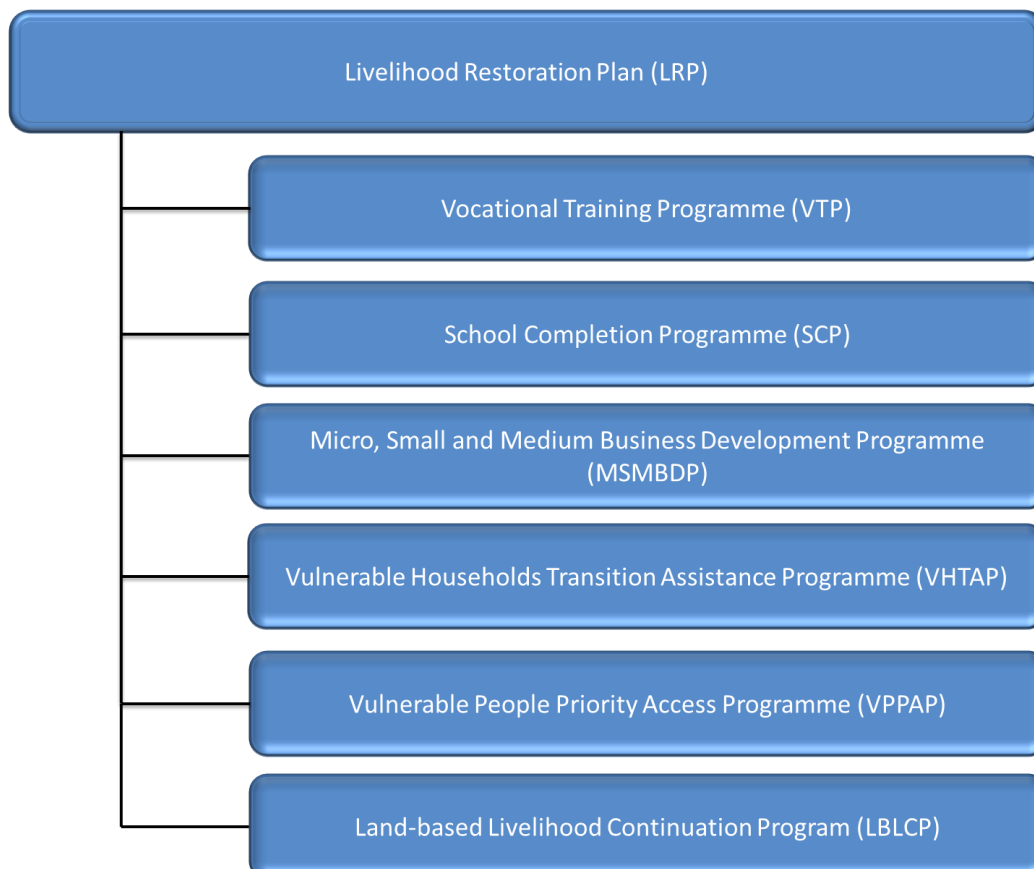 Livelihood Restoration Plan (LRP)
Vocational Training Programme (VTP)
School Completion Programme (SCP)
Micro, Small and Medium Business Development Programme
(MSMBDP)
Vulnerable Households Transition Assistance Programme (VHTAP)
Vulnerable People Priority Access Programme (VPPAP)
Land-based Livelihood Continuation Program (LBLCP)